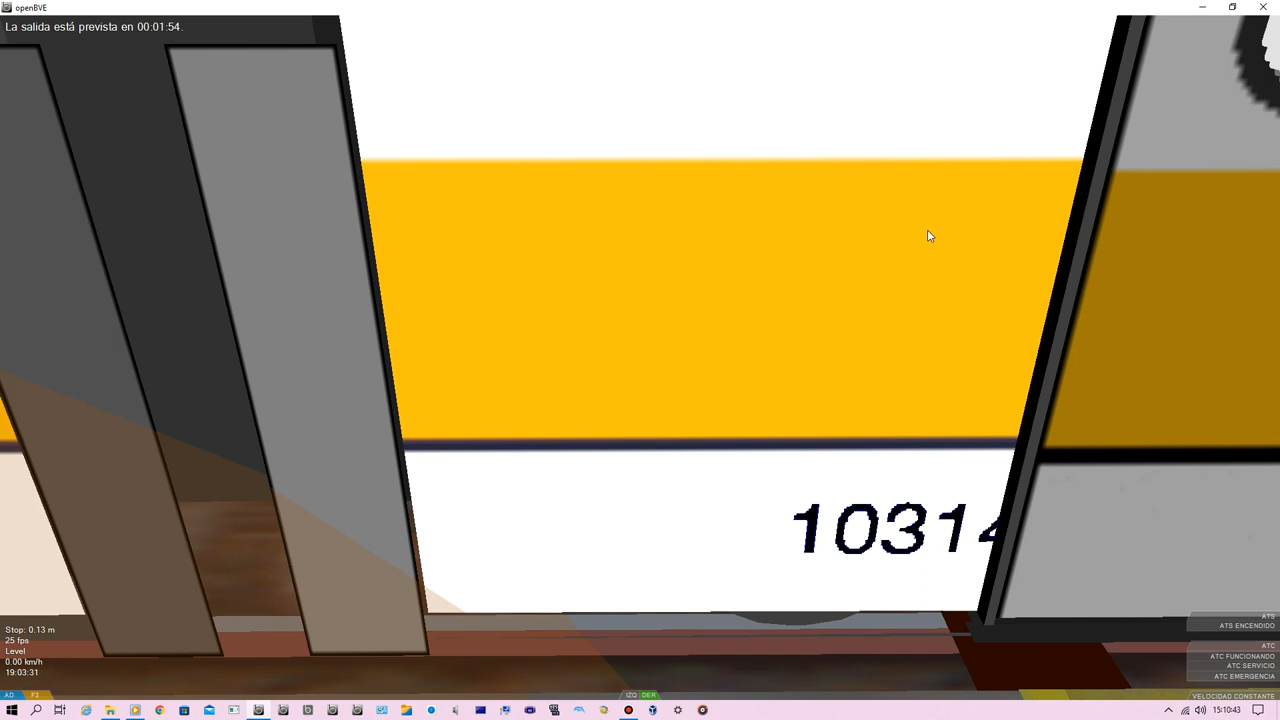 openBVE
La salida está prevista en 00:01:54.
10314
Stop: 0.13 m
25 fps
Level
0.00 km/h
19:03:31
ATS
ATS ENCENDIDO
ATC
ATC FUNCIONANDO
ATC SERVICIO
ATC EMERGENCIA
AD F3
IZQ DER
VELOCIDAD CONSTANTE
15:10:43